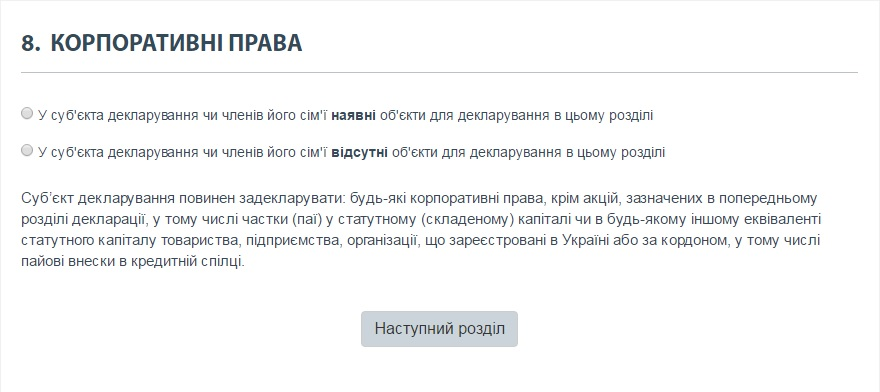 8. КОРПОРАТИВНІ ПРАВА
У суб'єкта декларування чи членів його сім'ї наявні об'єкти для декларування в цьому розділі
У суб'єкта декларування чи членів його сім'ї відсутні об'єкти для декларування в цьому розділі
Суб’єкт декларування повинен задекларувати: будь-які корпоративні права, крім акцій, зазначених в попередньому
розділі декларації, у тому числі частки (паї) у статутному (складеному) капіталі чи в будь-якому іншому еквіваленті
статутного капіталу товариства, підприємства, організації, що зареєстровані в Україні або за кордоном, у тому числі
пайові внески в кредитній спілці.
Наступний розділ